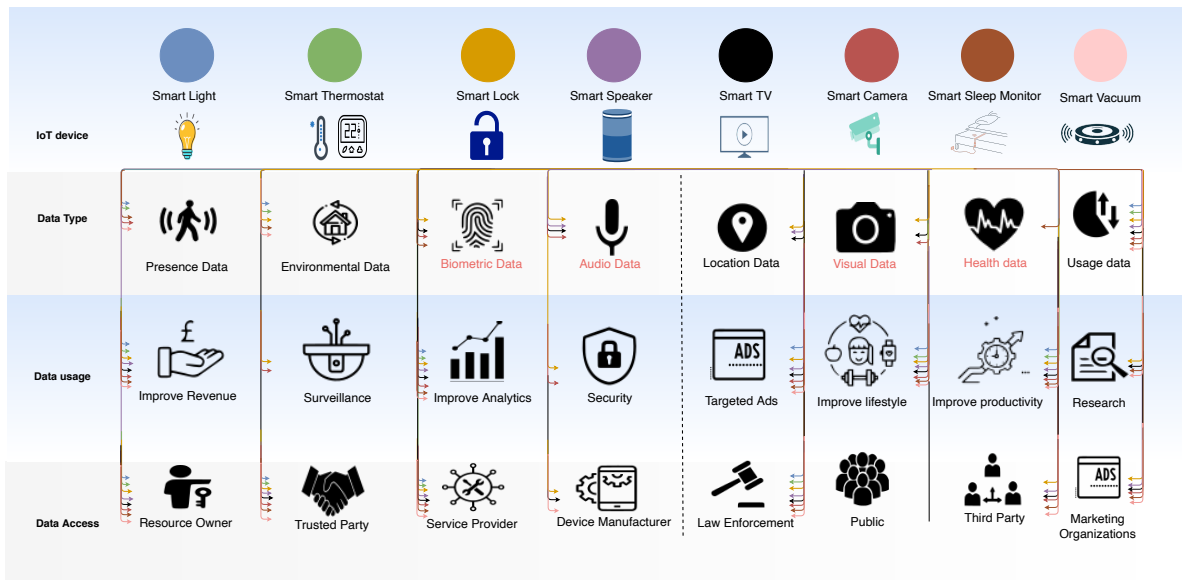 Smart Light
Smart Thermostat
Smart Lock
Smart Speaker
Smart TV
Smart Camera
Smart Sleep Monitor
Smart Vacuum
IoT device
22
Data Type
Presence Data
Environmental Data
Biometric Data
Audio Data
Location Data
Visual Data
Health data
Usage data
Data usage
£
ADS
Improve Revenue
Surveillance
Improve Analytics
Security
Targeted Ads
Improve lifestyle
Improve productivity
Research
ADS
Data Access
Resource Owner
Trusted Party
Service Provider
Device Manufacturer
Law Enforcement
Public
Third Party
Marketing
Organizations